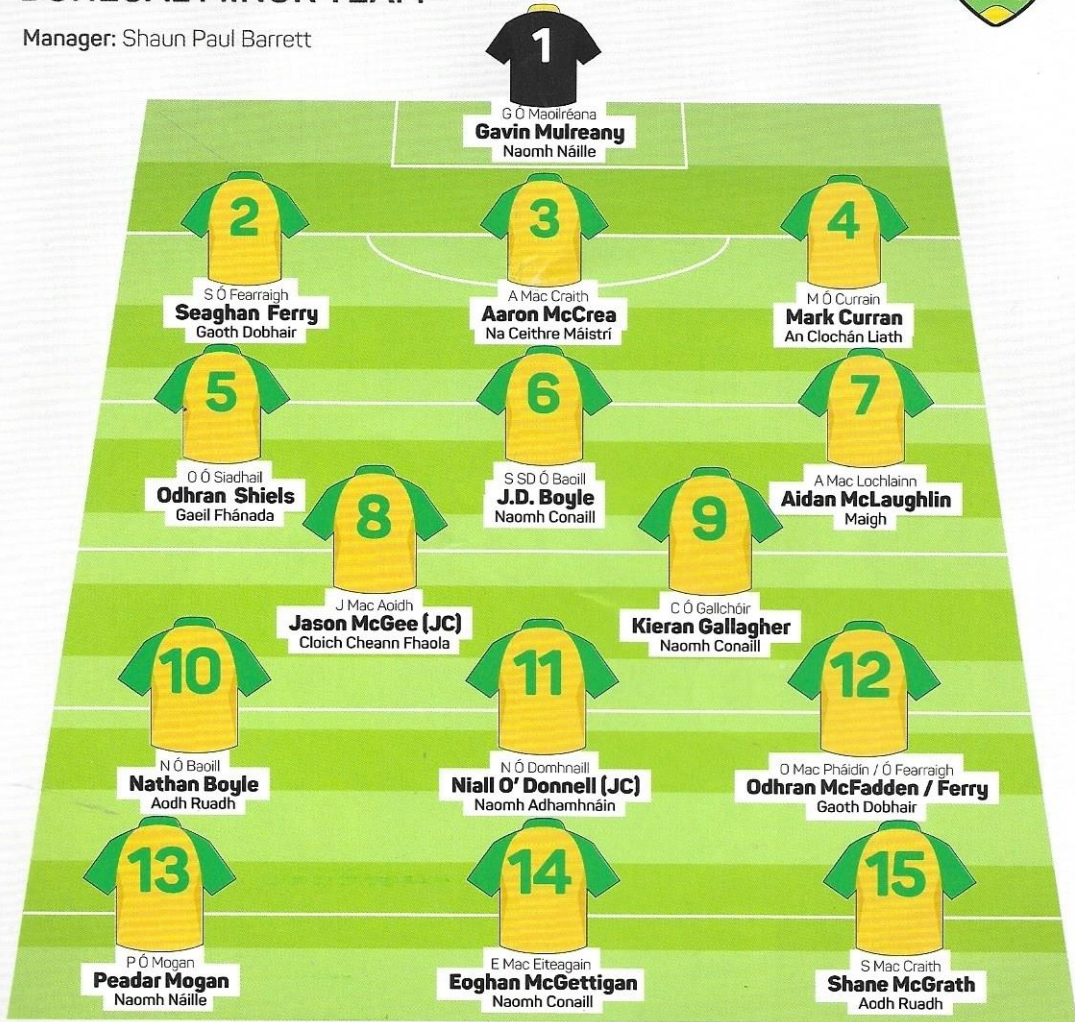 DONEGAL MINOR TEAM
Manager: Shaun Paul Barrett
1
G Ó Maoilréana
Gavin Mulreany
Naomh Náille
2
S Ó Fearraigh
Seaghan Ferry
Gaoth Dobhair
3
A Mac Craith
Aaron McCrea
Na Ceithre Máistrí
4
M Ó Currain
Mark Curran
An Clochán Liath
5
O Ó Siadhail
Odhran Shiels
Gaeil Fhánada
6
S SD Ó Baoill
J.D. Boyle
Naomh Conaill
7
A Mac Lochlainn
Aidan McLaughlin
Maigh
8
J Mac Aoidh
Jason McGee (JC)
Cloich Cheann Fhaola
9
C Ó Gallchóir
Kieran Gallagher
Naomh Conaill
10
N Ó Baoill
Nathan Boyle
Aodh Ruadh
11
N Ó Domhnaill
Niall O' Donnell (JC)
Naomh Adhamhnáin
12
O Mac Pháidín / Ó Fearraigh
Odhran McFadden / Ferry
Gaoth Dobhair
13
P Ó Mogan
Peadar Mogan
Naomh Náille
14
E Mac Eiteagain
Eoghan McGettigan
Naomh Conaill
15
S Mac Craith
Shane McGrath
Aodh Ruadh